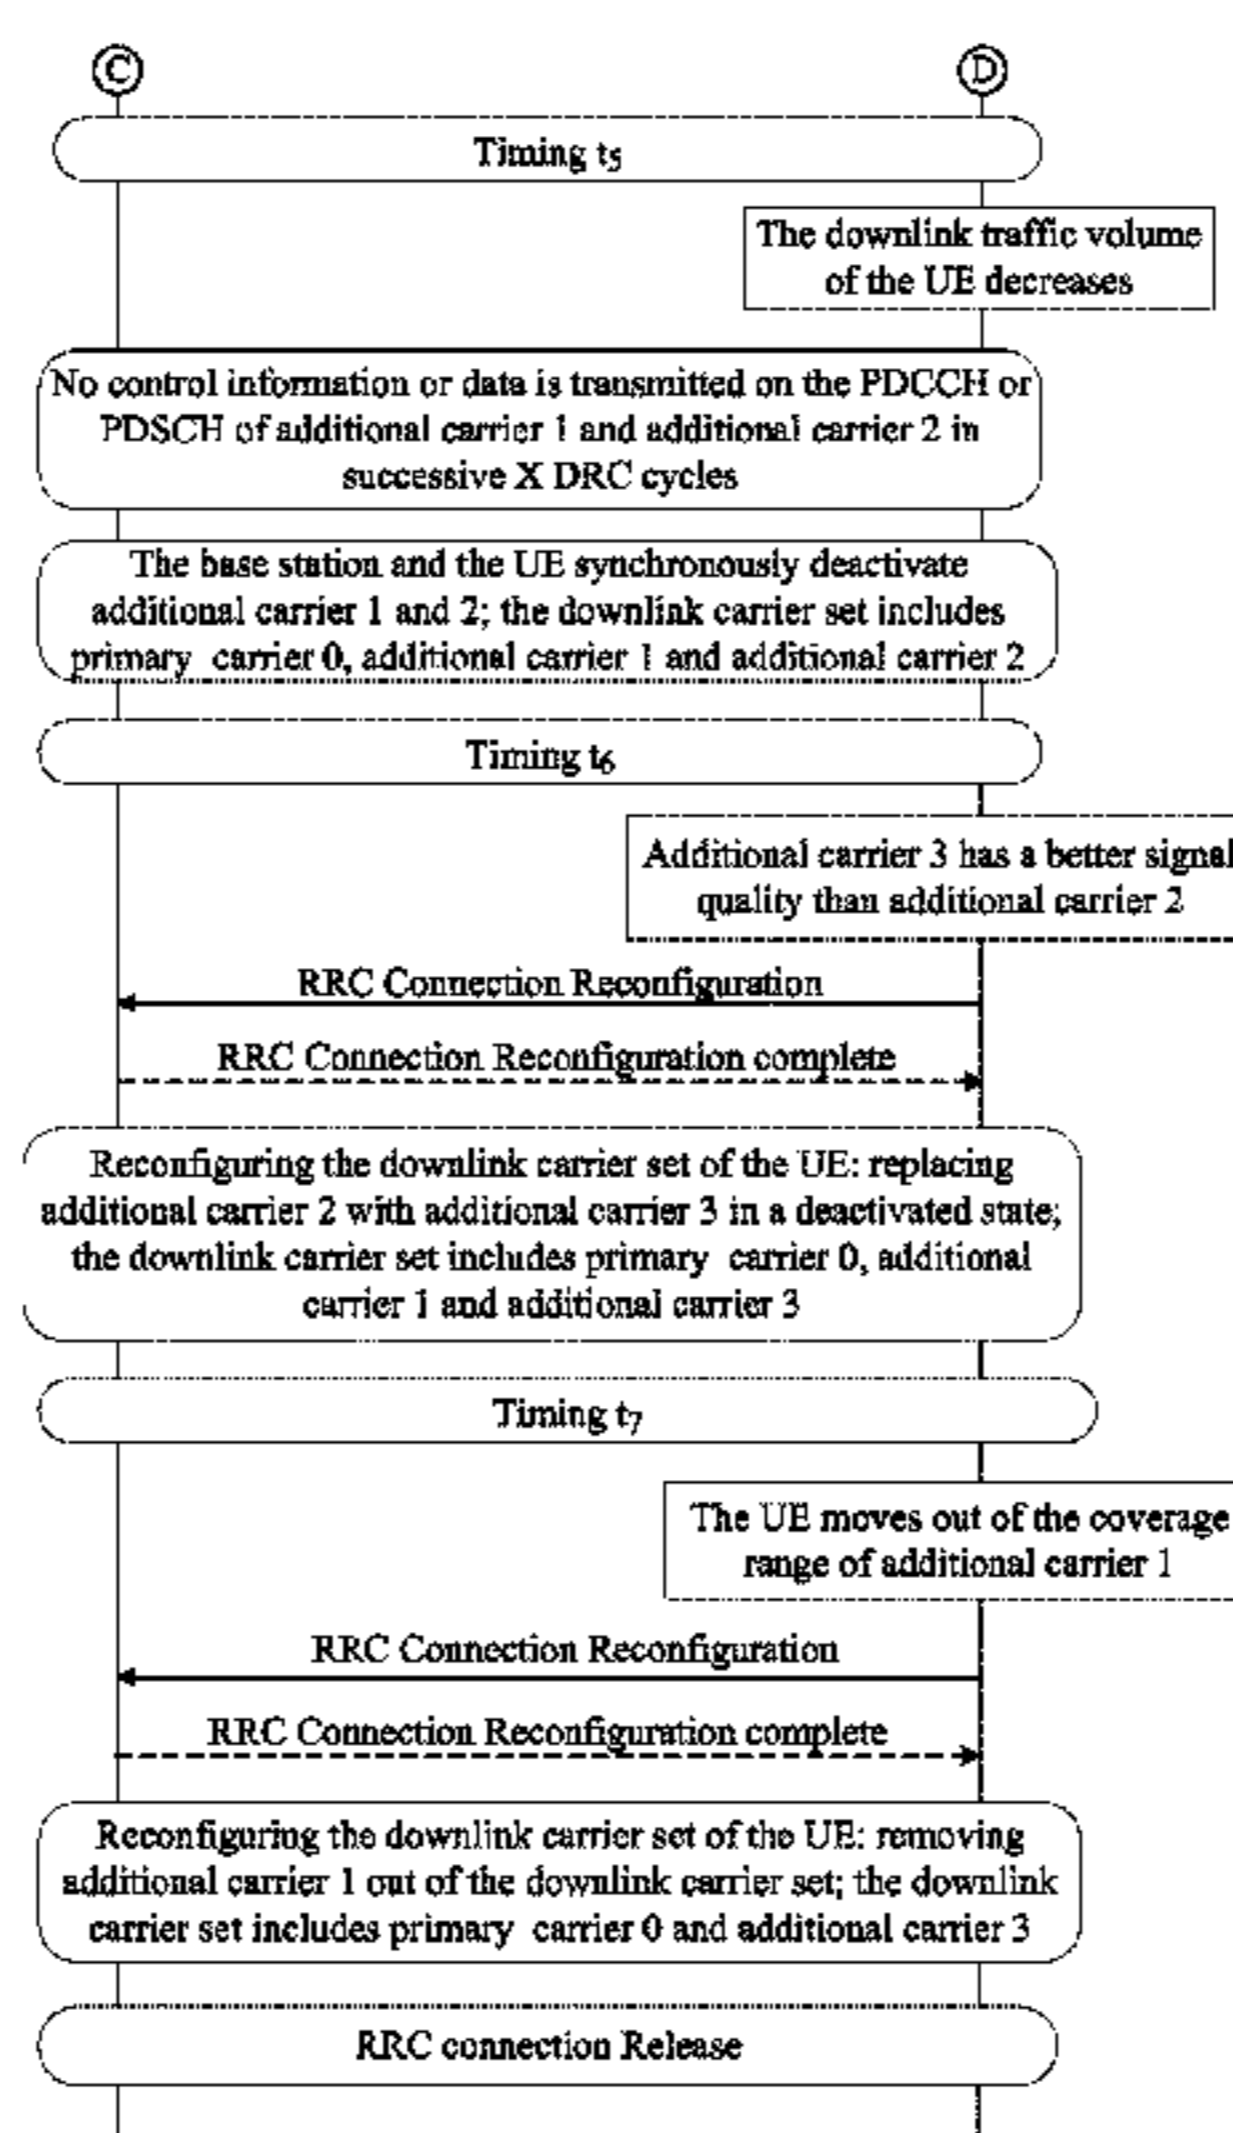 C D
Timing t5
The downlink traffic volume
of the UE decreases
No control information or data is transmitted on the PDCCH or
PDSCH of additional carrier 1 and additional carrier 2 in
successive X DRC cycles
The base station and the UE synchronously deactivate
additional carrier 1 and 2; the downlink carrier set includes
primary carrier 0, additional carrier 1 and additional carrier 2
Timing t6
Additional carrier 3 has a better signal
quality than additional carrier 2
RRC Connection Reconfiguration
RRC Connection Reconfiguration complete
Reconfiguring the downlink carrier set of the UE: replacing
additional carrier 2 with additional carrier 3 in a deactivated state;
the downlink carrier set includes primary carrier 0, additional
carrier 1 and additional carrier 3
Timing t7
The UE moves out of the coverage
range of additional carrier 1
RRC Connection Reconfiguration
RRC Connection Reconfiguration complete
Reconfiguring the downlink carrier set of the UE: removing
additional carrier 1 out of the downlink carrier set; the downlink
carrier set includes primary carrier 0 and additional carrier 3
RRC connection Release